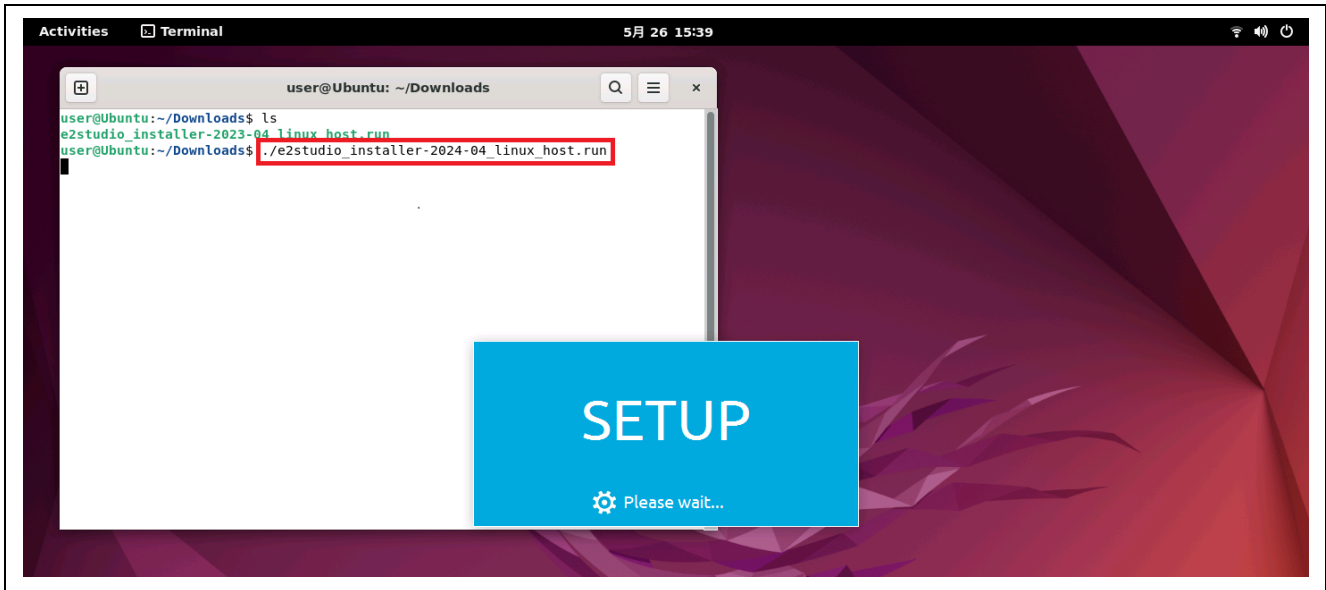 Activities Terminal 5月 26 15:39
user@Ubuntu: ~/Downloads
user@Ubuntu:~/Downloads$ ls
e2studio_installer-2023-04_linux_host.run
user@Ubuntu:~/Downloads$ ./e2studio_installer-2024-04_linux_host.run
SETUP
Please wait...